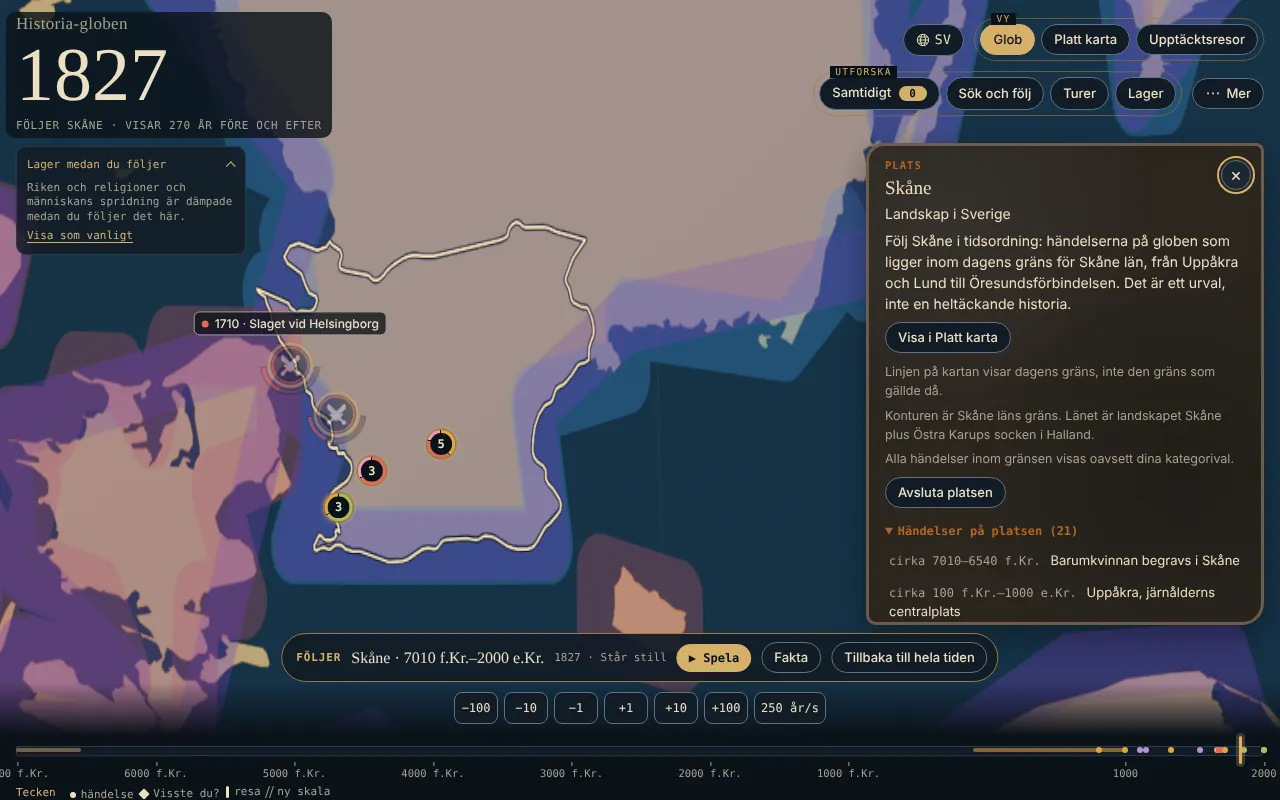 Historia-globen
1827
FÖLJER SKÅNE · VISAR 270 ÅR FÖRE OCH EFTER
Lager medan du följer
Riken och religioner och
människans spridning är dämpade
medan du följer det här.
Visa som vanligt
SV
VY
Glob
Platt karta
Upptäcktsresor
UTFORSKA
Samtidigt 0
Sök och följ
Turer
Lager
··· Mer
PLATS
Skåne
Landskap i Sverige
Följ Skåne i tidsordning: händelserna på globen som
ligger inom dagens gräns för Skåne län, från Uppåkra
och Lund till Öresundsförbindelsen. Det är ett urval,
inte en heltäckande historia.
Visa i Platt karta
Linjen på kartan visar dagens gräns, inte den gräns som
gällde då.
Konturen är Skåne läns gräns. Länet är landskapet Skåne
plus Östra Karups socken i Halland.
Alla händelser inom gränsen visas oavsett dina kategorival.
Avsluta platsen
▼ Händelser på platsen (21)
cirka 7010–6540 f.Kr. Barumkvinnan begravs i Skåne
cirka 100 f.Kr.–1000 e.Kr. Uppåkra, järnålderns
centralplats
1710 · Slaget vid Helsingborg
5
3
3
FÖLJER Skåne · 7010 f.Kr.–2000 e.Kr. 1827 · Står still ▶ Spela Fakta Tillbaka till hela tiden
−100 −10 −1 +1 +10 +100 250 år/s
00 f.Kr. 6000 f.Kr. 5000 f.Kr. 4000 f.Kr. 3000 f.Kr. 2000 f.Kr. 1000 f.Kr. 1000 2000
Tecken ● händelse ◆ Visste du? resa // ny skala